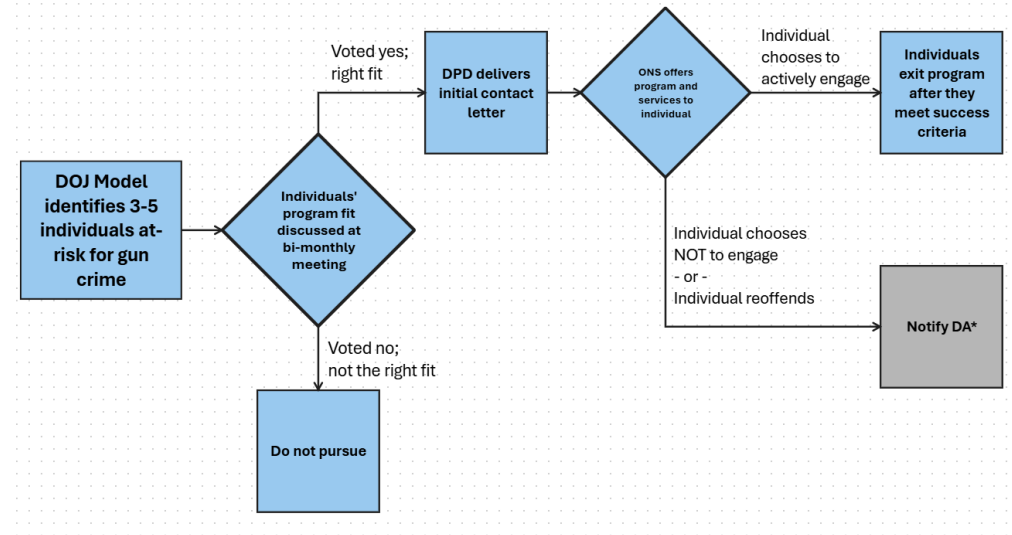 DOJ Model
identifies 3-5
individuals at-
risk for gun
crime
Individuals'
program fit
discussed at
bi-monthly
meeting
Voted yes;
right fit
Voted no;
not the right fit
Do not pursue
DPD delivers
initial contact
letter
ONS offers
program and
services to
individual
Individual
chooses to
actively engage
Individuals
exit program
after they
meet success
criteria
Individual chooses
NOT to engage
- or -
Individual reoffends
Notify DA*